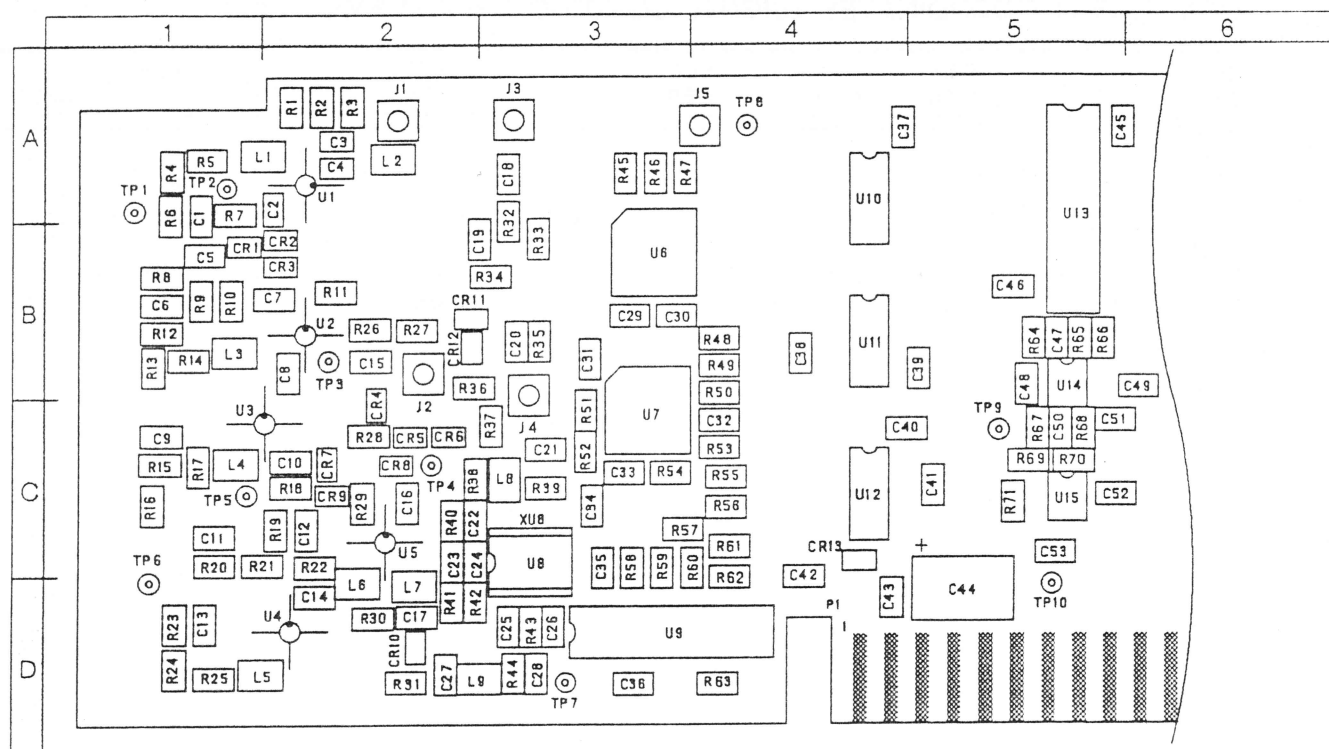 1 2 3 4 5 6
A
R1 R2 R3 J1 J3 J5 TP8 C37 C45
C3
R4 R5 L1 C4 L2 C18 R45 R46 R47
TP1 TP2 U1 U10 U13
R6 C1 R7 C2 R32
CR1 CR2 C19 R33 U6
C5 CR3
R8 R34 C46
B
C6 R9 R10 C7 R11 CR11
R12 U2 R26 R27 C29 C30 U11
R13 R14 L3 C8 TP3 C15 CR12 C20 R35 C31 R48 C38 C39 R64 C47 R65 R66
R49
J2 R36 R50 C48 U14 C49
U3 CR4 R37 J4 R51 U7 C32 C40 TP9 R67 C50 R68 C51
C9 R28 CR5 CR6 R52 R53
C
R15 R17 L4 C10 CR7 CR8 TP4 R38 L8 C21 C33 R54 R55 R69 R70
R16 TP5 R18 CR9 R29 C16 R39 C34 R56 U12 C41 R71 U15 C52
C11 R19 C12 U5 R40 C22 XU8 R57 R61 CR13 + C53
TP6 R20 R21 R22 L6 L7 C23 C24 U8 C35 R58 R59 R60 R62 C42 C44
C14 R41 R42 C43 TP10
R23 C13 U4 R30 C17 C25 R43 C26 U9 P1
1
D
R24 R25 L5 CR10 R31 C27 L9 R44 C28 TP7 C36 R63